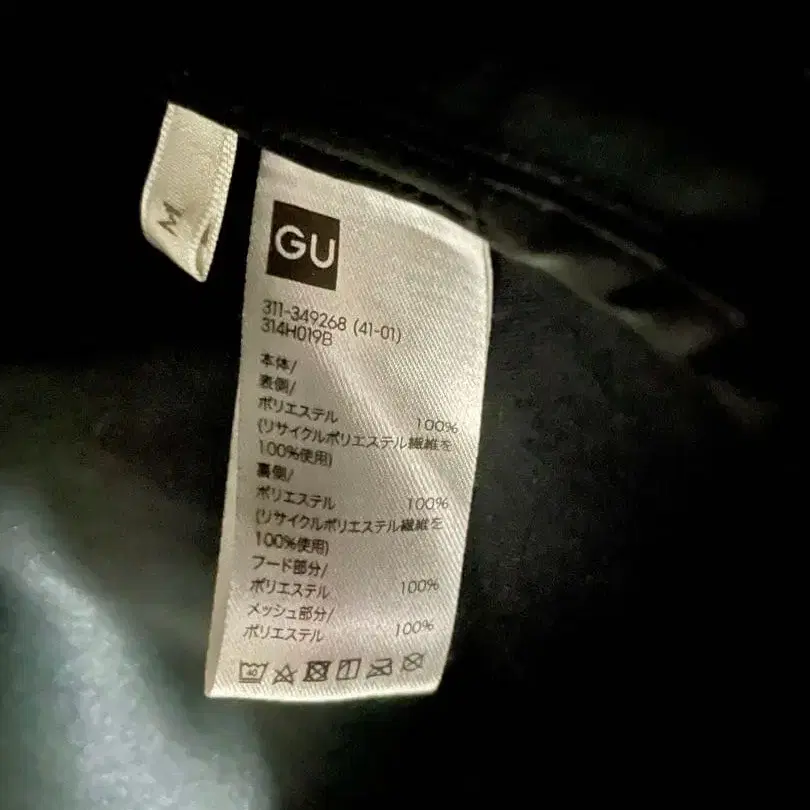 M
GU
311-349268 (41-01)
314H019B
本体/
表側/
ポリエステル 100%
(リサイクルポリエステル繊維を
100%使用)
裏側/
ポリエステル 100%
(リサイクルポリエステル繊維を
100%使用)
フード部分/
ポリエステル 100%
メッシュ部分/
ポリエステル 100%
40